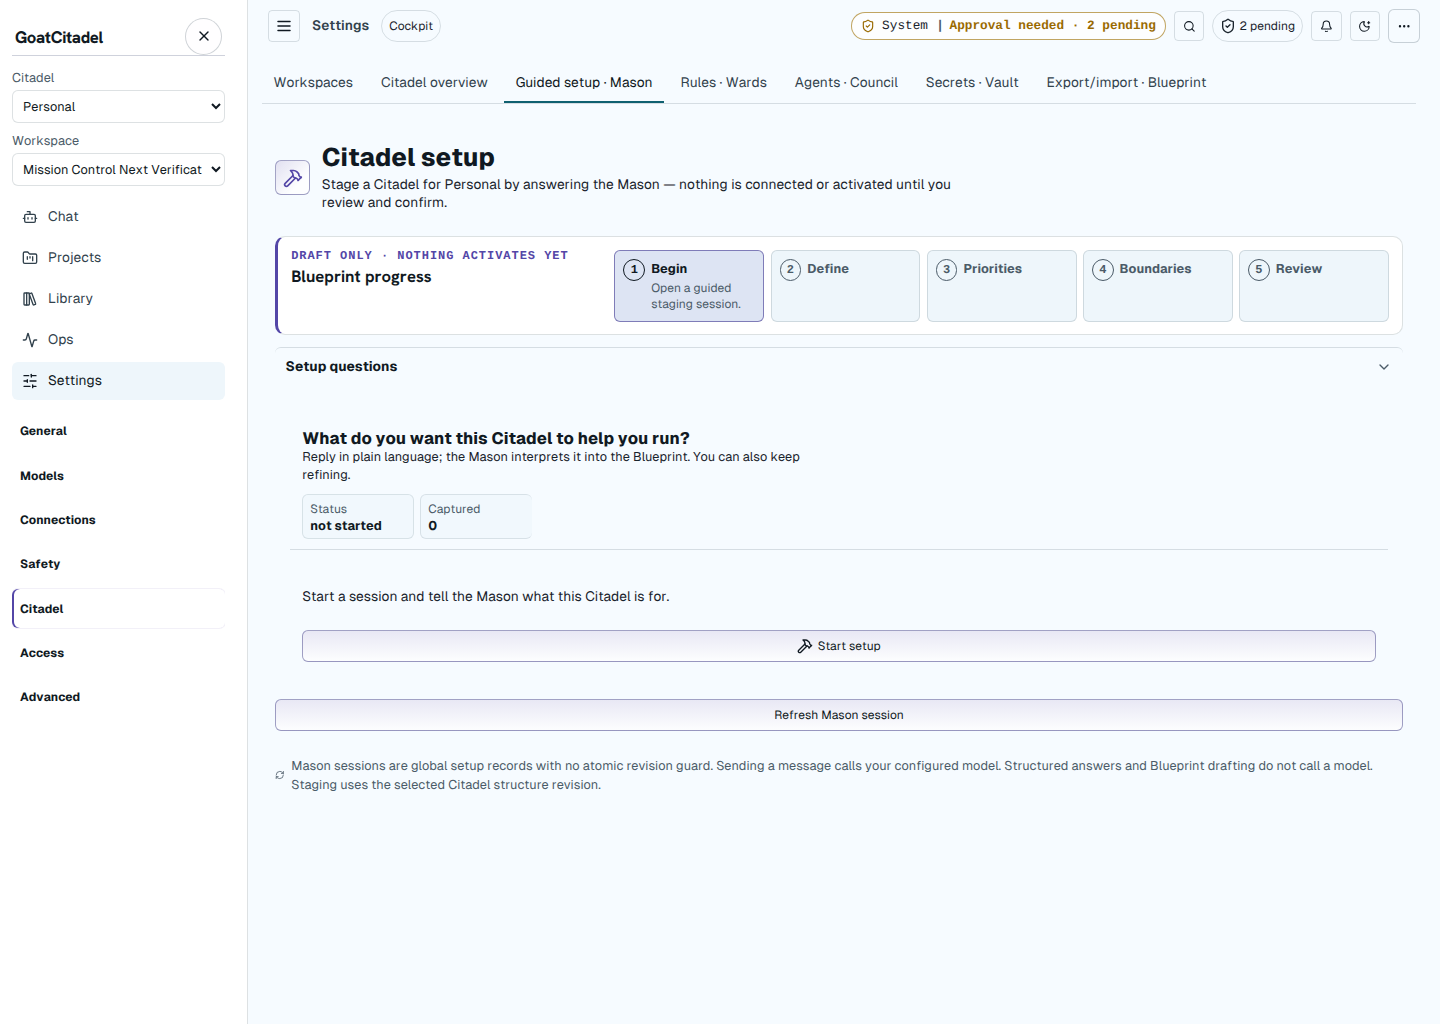 GoatCitadel
Citadel
Personal
Workspace
Mission Control Next Verificat
Chat
Projects
Library
Ops
Settings
General
Models
Connections
Safety
Citadel
Access
Advanced
Settings
Cockpit
System | Approval needed · 2 pending
2 pending
Workspaces
Citadel overview
Guided setup · Mason
Rules · Wards
Agents · Council
Secrets · Vault
Export/import · Blueprint
Citadel setup
Stage a Citadel for Personal by answering the Mason — nothing is connected or activated until you
review and confirm.
DRAFT ONLY · NOTHING ACTIVATES YET
Blueprint progress
1 Begin
Open a guided
staging session.
2 Define
3 Priorities
4 Boundaries
5 Review
Setup questions
What do you want this Citadel to help you run?
Reply in plain language; the Mason interprets it into the Blueprint. You can also keep
refining.
Status
not started
Captured
0
Start a session and tell the Mason what this Citadel is for.
Start setup
Refresh Mason session
Mason sessions are global setup records with no atomic revision guard. Sending a message calls your configured model. Structured answers and Blueprint drafting do not call a model.
Staging uses the selected Citadel structure revision.